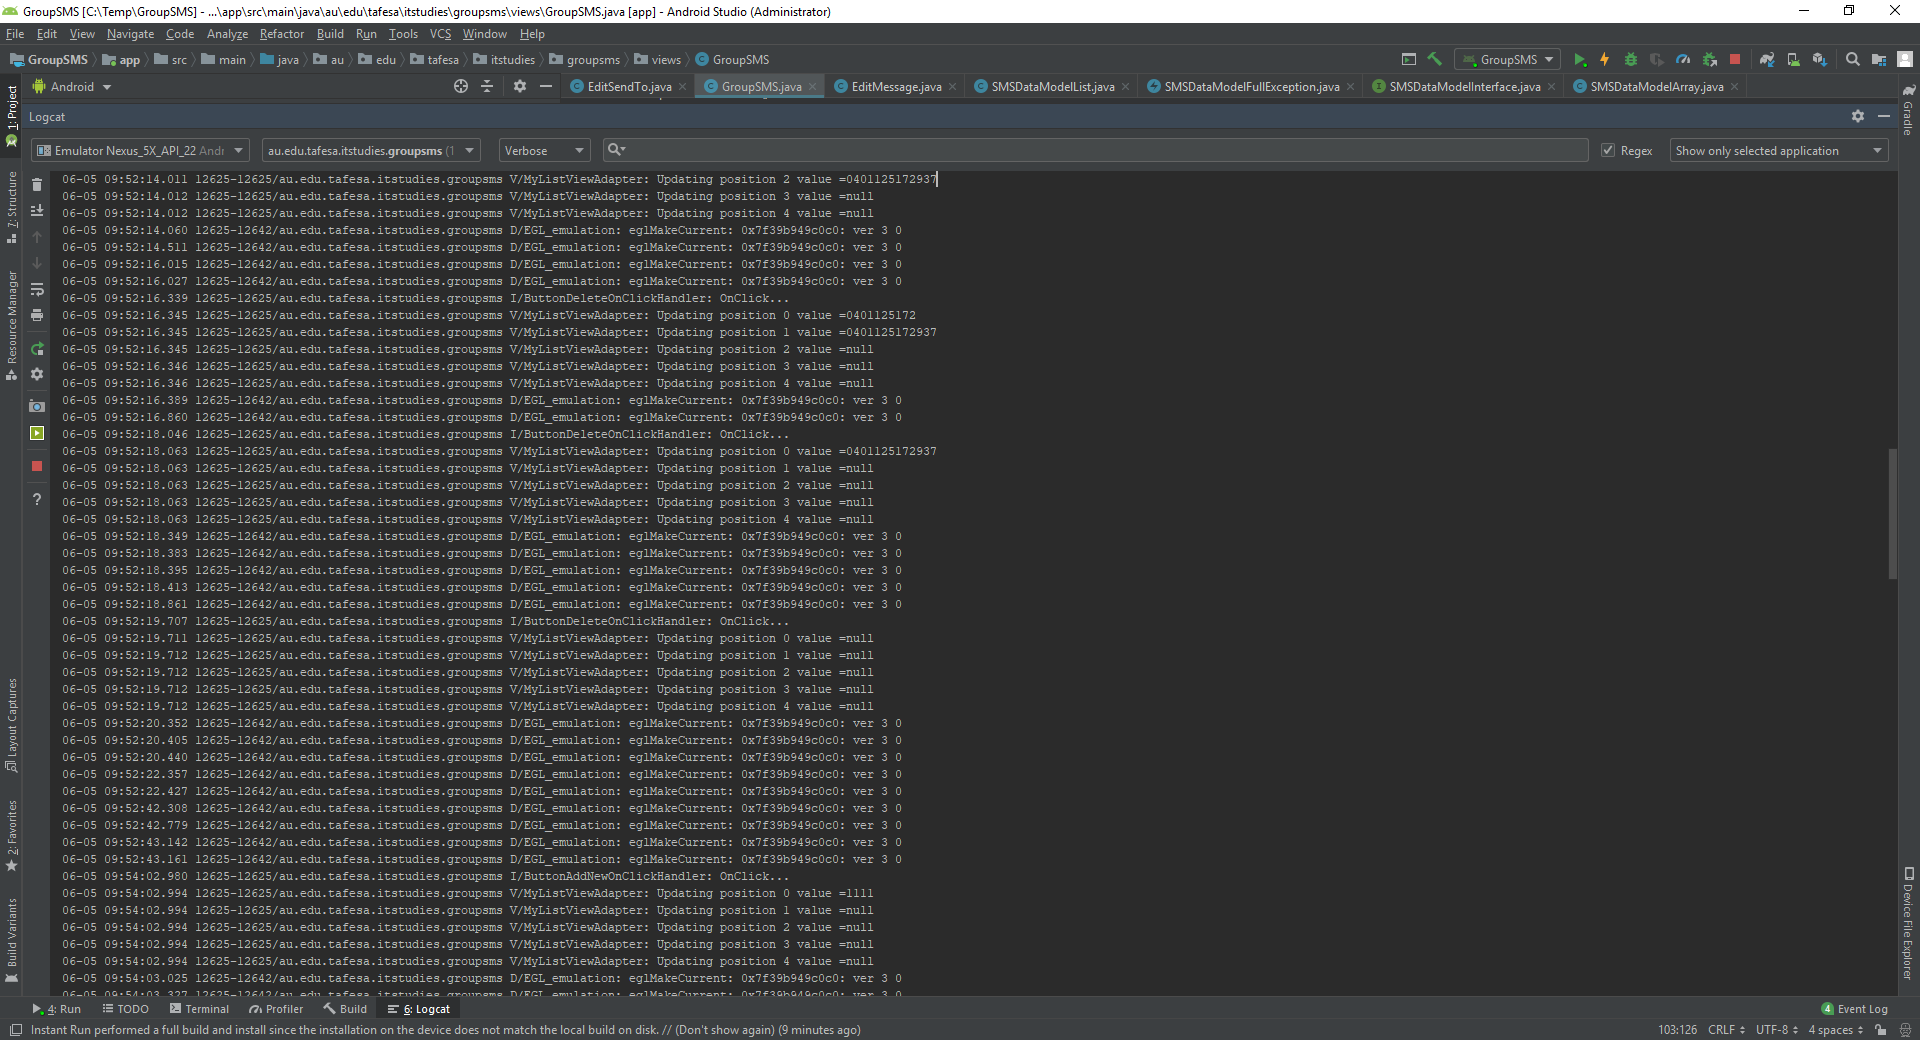 GroupSMS [C:\Temp\GroupSMS] - ...\app\src\main\java\au\edu\tafesa\itstudies\groupsms\views\GroupSMS.java [app] - Android Studio (Administrator)
File Edit View Navigate Code Analyze Refactor Build Run Tools VCS Window Help
GroupSMS app src main java au edu tafesa itstudies groupsms views GroupSMS GroupSMS
Android EditSendTo.java GroupSMS.java EditMessage.java SMSDataModelList.java SMSDataModelFullException.java SMSDataModelInterface.java SMSDataModelArray.java
Logcat
Emulator Nexus_5X_API_22 Andr au.edu.tafesa.itstudies.groupsms (1 Verbose Regex Show only selected application
06-05 09:52:14.011 12625-12625/au.edu.tafesa.itstudies.groupsms V/MyListViewAdapter: Updating position 2 value =0401125172937
06-05 09:52:14.012 12625-12625/au.edu.tafesa.itstudies.groupsms V/MyListViewAdapter: Updating position 3 value =null
06-05 09:52:14.012 12625-12625/au.edu.tafesa.itstudies.groupsms V/MyListViewAdapter: Updating position 4 value =null
06-05 09:52:14.060 12625-12642/au.edu.tafesa.itstudies.groupsms D/EGL_emulation: eglMakeCurrent: 0x7f39b949c0c0: ver 3 0
06-05 09:52:14.511 12625-12642/au.edu.tafesa.itstudies.groupsms D/EGL_emulation: eglMakeCurrent: 0x7f39b949c0c0: ver 3 0
06-05 09:52:16.015 12625-12642/au.edu.tafesa.itstudies.groupsms D/EGL_emulation: eglMakeCurrent: 0x7f39b949c0c0: ver 3 0
06-05 09:52:16.027 12625-12642/au.edu.tafesa.itstudies.groupsms D/EGL_emulation: eglMakeCurrent: 0x7f39b949c0c0: ver 3 0
06-05 09:52:16.339 12625-12625/au.edu.tafesa.itstudies.groupsms I/ButtonDeleteOnClickHandler: OnClick...
06-05 09:52:16.345 12625-12625/au.edu.tafesa.itstudies.groupsms V/MyListViewAdapter: Updating position 0 value =0401125172
06-05 09:52:16.345 12625-12625/au.edu.tafesa.itstudies.groupsms V/MyListViewAdapter: Updating position 1 value =0401125172937
06-05 09:52:16.345 12625-12625/au.edu.tafesa.itstudies.groupsms V/MyListViewAdapter: Updating position 2 value =null
06-05 09:52:16.346 12625-12625/au.edu.tafesa.itstudies.groupsms V/MyListViewAdapter: Updating position 3 value =null
06-05 09:52:16.346 12625-12625/au.edu.tafesa.itstudies.groupsms V/MyListViewAdapter: Updating position 4 value =null
06-05 09:52:16.389 12625-12642/au.edu.tafesa.itstudies.groupsms D/EGL_emulation: eglMakeCurrent: 0x7f39b949c0c0: ver 3 0
06-05 09:52:16.860 12625-12642/au.edu.tafesa.itstudies.groupsms D/EGL_emulation: eglMakeCurrent: 0x7f39b949c0c0: ver 3 0
06-05 09:52:18.046 12625-12625/au.edu.tafesa.itstudies.groupsms I/ButtonDeleteOnClickHandler: OnClick...
06-05 09:52:18.063 12625-12625/au.edu.tafesa.itstudies.groupsms V/MyListViewAdapter: Updating position 0 value =0401125172937
06-05 09:52:18.063 12625-12625/au.edu.tafesa.itstudies.groupsms V/MyListViewAdapter: Updating position 1 value =null
06-05 09:52:18.063 12625-12625/au.edu.tafesa.itstudies.groupsms V/MyListViewAdapter: Updating position 2 value =null
06-05 09:52:18.063 12625-12625/au.edu.tafesa.itstudies.groupsms V/MyListViewAdapter: Updating position 3 value =null
06-05 09:52:18.063 12625-12625/au.edu.tafesa.itstudies.groupsms V/MyListViewAdapter: Updating position 4 value =null
06-05 09:52:18.349 12625-12642/au.edu.tafesa.itstudies.groupsms D/EGL_emulation: eglMakeCurrent: 0x7f39b949c0c0: ver 3 0
06-05 09:52:18.383 12625-12642/au.edu.tafesa.itstudies.groupsms D/EGL_emulation: eglMakeCurrent: 0x7f39b949c0c0: ver 3 0
06-05 09:52:18.395 12625-12642/au.edu.tafesa.itstudies.groupsms D/EGL_emulation: eglMakeCurrent: 0x7f39b949c0c0: ver 3 0
06-05 09:52:18.413 12625-12642/au.edu.tafesa.itstudies.groupsms D/EGL_emulation: eglMakeCurrent: 0x7f39b949c0c0: ver 3 0
06-05 09:52:18.861 12625-12642/au.edu.tafesa.itstudies.groupsms D/EGL_emulation: eglMakeCurrent: 0x7f39b949c0c0: ver 3 0
06-05 09:52:19.707 12625-12625/au.edu.tafesa.itstudies.groupsms I/ButtonDeleteOnClickHandler: OnClick...
06-05 09:52:19.711 12625-12625/au.edu.tafesa.itstudies.groupsms V/MyListViewAdapter: Updating position 0 value =null
06-05 09:52:19.712 12625-12625/au.edu.tafesa.itstudies.groupsms V/MyListViewAdapter: Updating position 1 value =null
06-05 09:52:19.712 12625-12625/au.edu.tafesa.itstudies.groupsms V/MyListViewAdapter: Updating position 2 value =null
06-05 09:52:19.712 12625-12625/au.edu.tafesa.itstudies.groupsms V/MyListViewAdapter: Updating position 3 value =null
06-05 09:52:19.712 12625-12625/au.edu.tafesa.itstudies.groupsms V/MyListViewAdapter: Updating position 4 value =null
06-05 09:52:20.352 12625-12642/au.edu.tafesa.itstudies.groupsms D/EGL_emulation: eglMakeCurrent: 0x7f39b949c0c0: ver 3 0
06-05 09:52:20.405 12625-12642/au.edu.tafesa.itstudies.groupsms D/EGL_emulation: eglMakeCurrent: 0x7f39b949c0c0: ver 3 0
06-05 09:52:20.440 12625-12642/au.edu.tafesa.itstudies.groupsms D/EGL_emulation: eglMakeCurrent: 0x7f39b949c0c0: ver 3 0
06-05 09:52:22.357 12625-12642/au.edu.tafesa.itstudies.groupsms D/EGL_emulation: eglMakeCurrent: 0x7f39b949c0c0: ver 3 0
06-05 09:52:22.427 12625-12642/au.edu.tafesa.itstudies.groupsms D/EGL_emulation: eglMakeCurrent: 0x7f39b949c0c0: ver 3 0
06-05 09:52:42.308 12625-12642/au.edu.tafesa.itstudies.groupsms D/EGL_emulation: eglMakeCurrent: 0x7f39b949c0c0: ver 3 0
06-05 09:52:42.779 12625-12642/au.edu.tafesa.itstudies.groupsms D/EGL_emulation: eglMakeCurrent: 0x7f39b949c0c0: ver 3 0
06-05 09:52:43.142 12625-12642/au.edu.tafesa.itstudies.groupsms D/EGL_emulation: eglMakeCurrent: 0x7f39b949c0c0: ver 3 0
06-05 09:52:43.161 12625-12642/au.edu.tafesa.itstudies.groupsms D/EGL_emulation: eglMakeCurrent: 0x7f39b949c0c0: ver 3 0
06-05 09:54:02.980 12625-12625/au.edu.tafesa.itstudies.groupsms I/ButtonAddNewOnClickHandler: OnClick...
06-05 09:54:02.994 12625-12625/au.edu.tafesa.itstudies.groupsms V/MyListViewAdapter: Updating position 0 value =1111
06-05 09:54:02.994 12625-12625/au.edu.tafesa.itstudies.groupsms V/MyListViewAdapter: Updating position 1 value =null
06-05 09:54:02.994 12625-12625/au.edu.tafesa.itstudies.groupsms V/MyListViewAdapter: Updating position 2 value =null
06-05 09:54:02.994 12625-12625/au.edu.tafesa.itstudies.groupsms V/MyListViewAdapter: Updating position 3 value =null
06-05 09:54:02.994 12625-12625/au.edu.tafesa.itstudies.groupsms V/MyListViewAdapter: Updating position 4 value =null
06-05 09:54:03.025 12625-12642/au.edu.tafesa.itstudies.groupsms D/EGL_emulation: eglMakeCurrent: 0x7f39b949c0c0: ver 3 0
06-05 09:54:03.327 12625-12642/au.edu.tafesa.itstudies.groupsms D/EGL_emulation: eglMakeCurrent: 0x7f39b949c0c0: ver 3 0
1: Project
7: Structure
Resource Manager
Layout Captures
2: Favorites
Build Variants
Gradle
Device File Explorer
4: Run TODO Terminal Profiler Build 6: Logcat 4 Event Log
Instant Run performed a full build and install since the installation on the device does not match the local build on disk. // (Don't show again) (9 minutes ago) 103:126 CRLF UTF-8 4 spaces